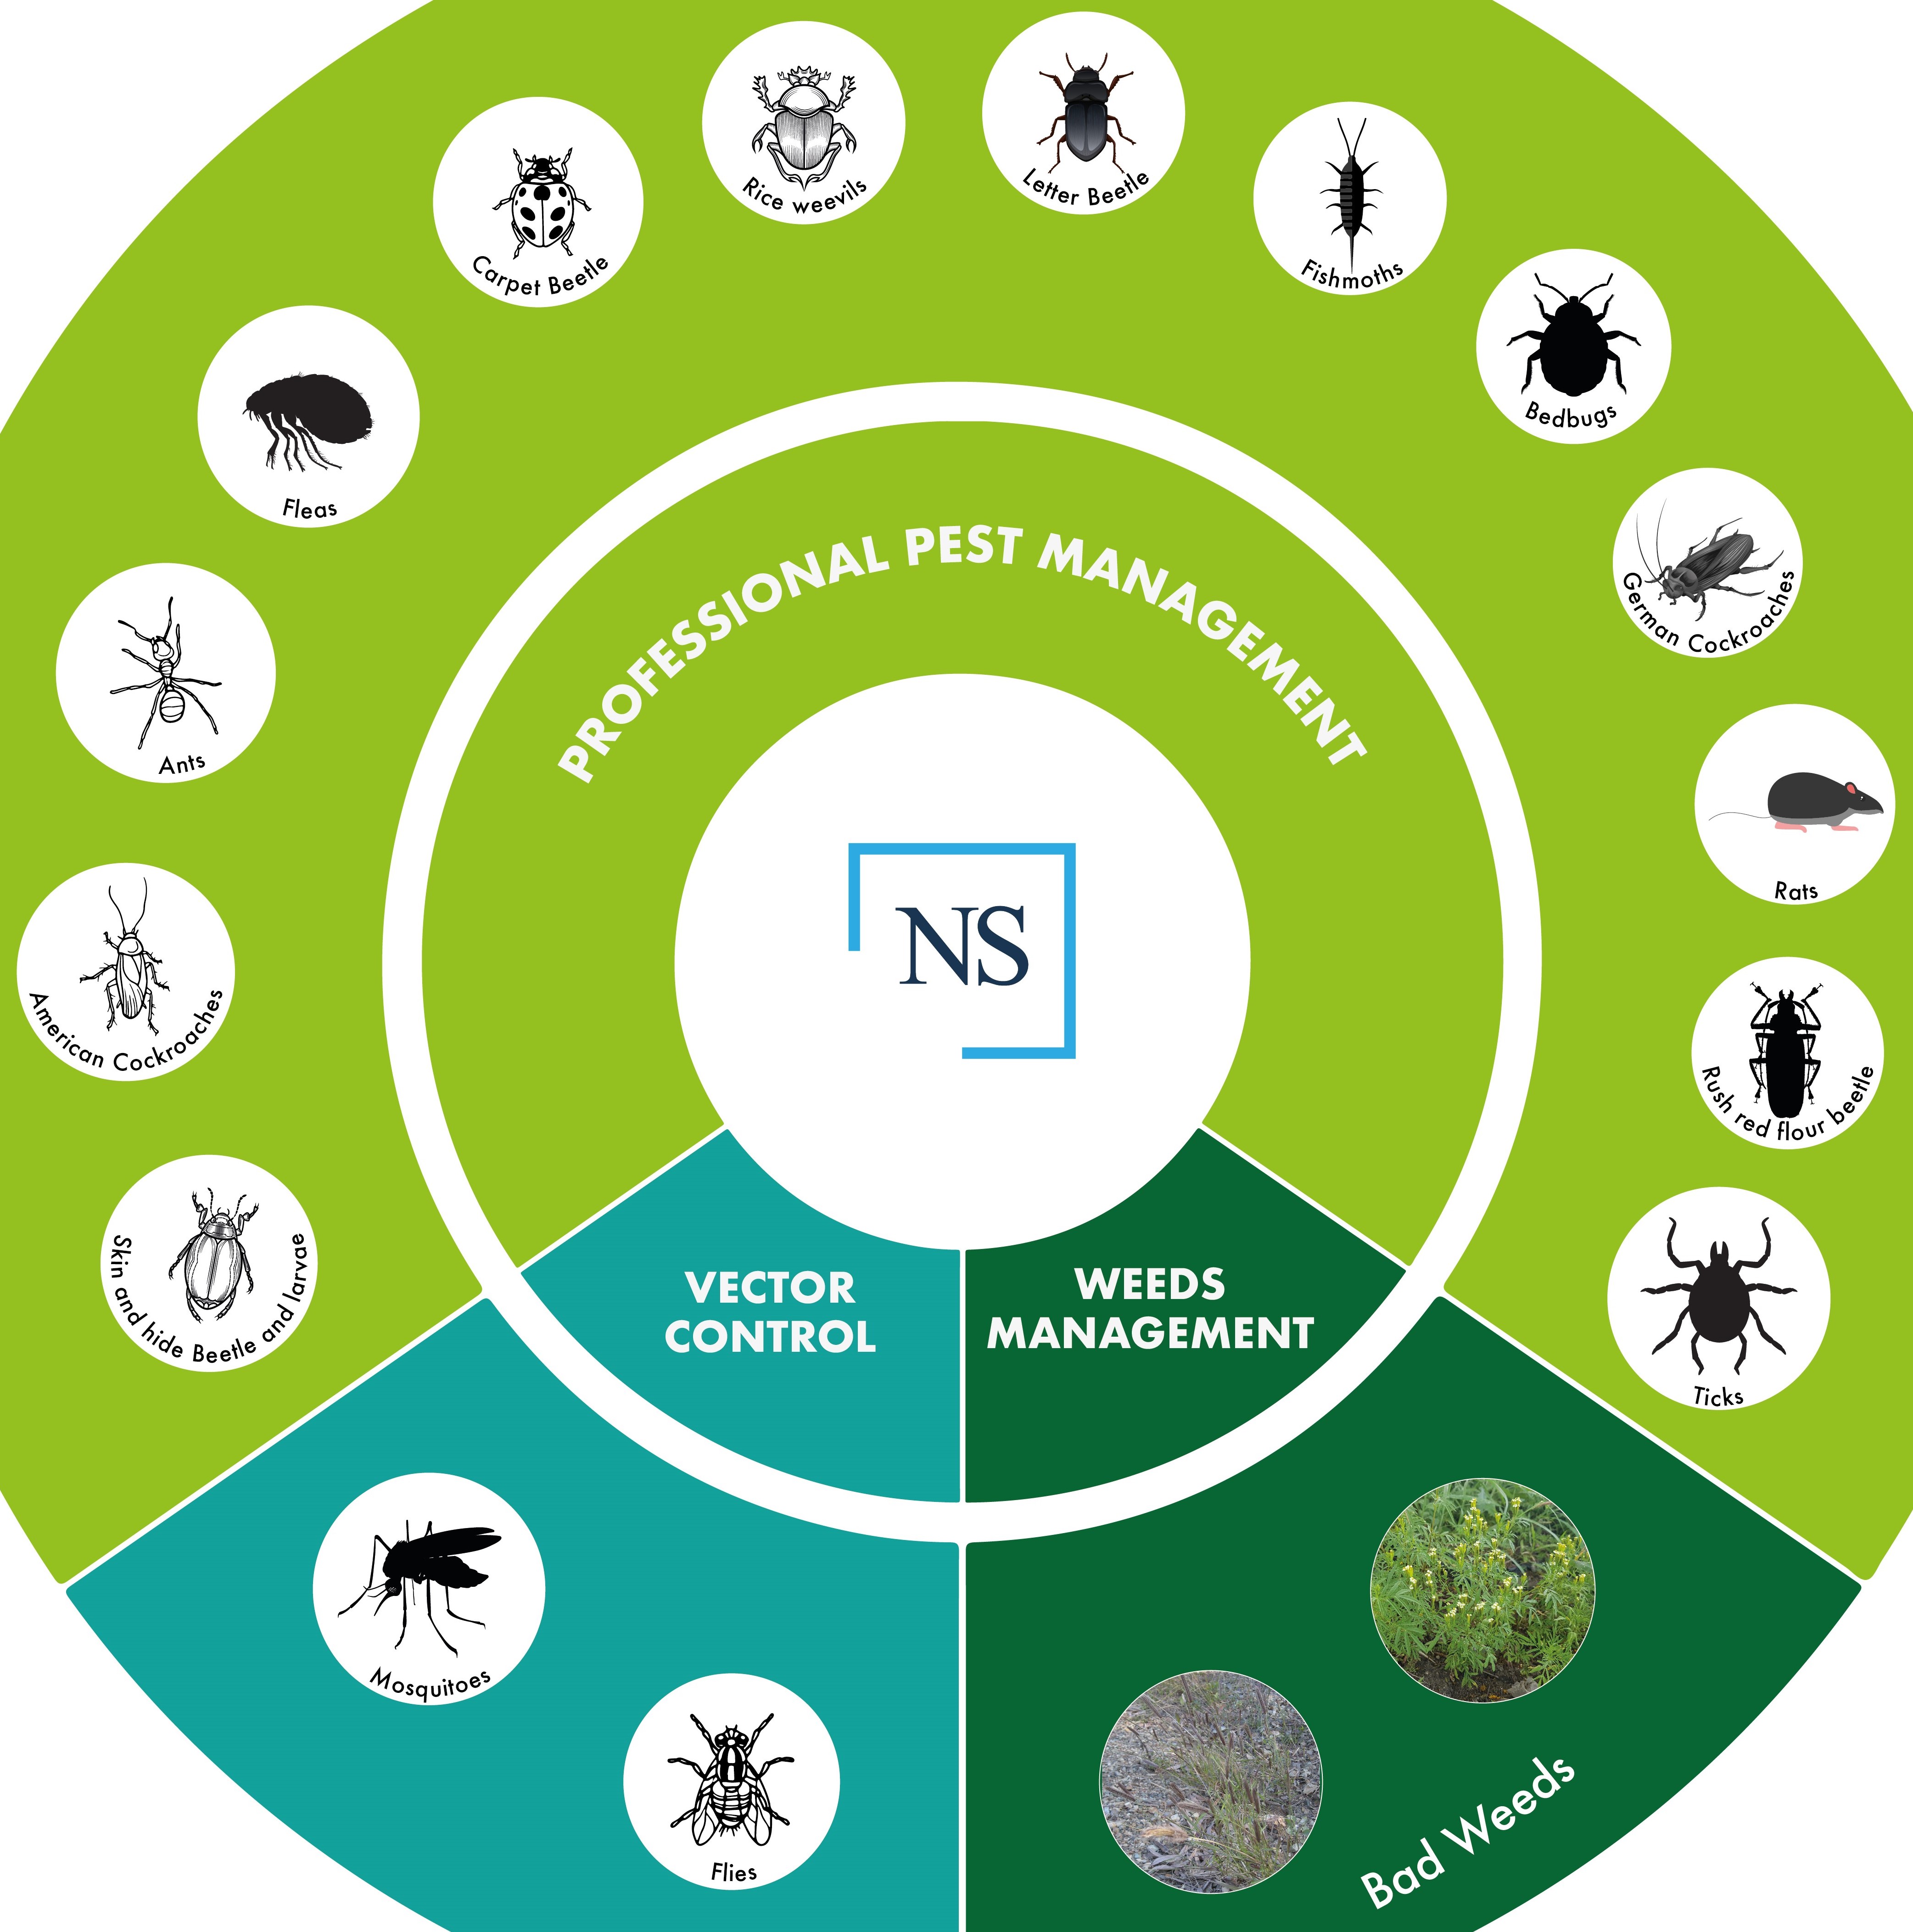 Rice weevils
Letter Beetle
Carpet Beetle
Fishmoths
Bedbugs
Fleas
German Cockroaches
PROFESSIONAL PEST MANAGEMENT
Ants
Rats
NS
American Cockroaches
Rush red flour beetle
Skin and hide Beetle and larvae
VECTOR
CONTROL
WEEDS
MANAGEMENT
Ticks
Mosquitoes
Flies
Bad Weeds